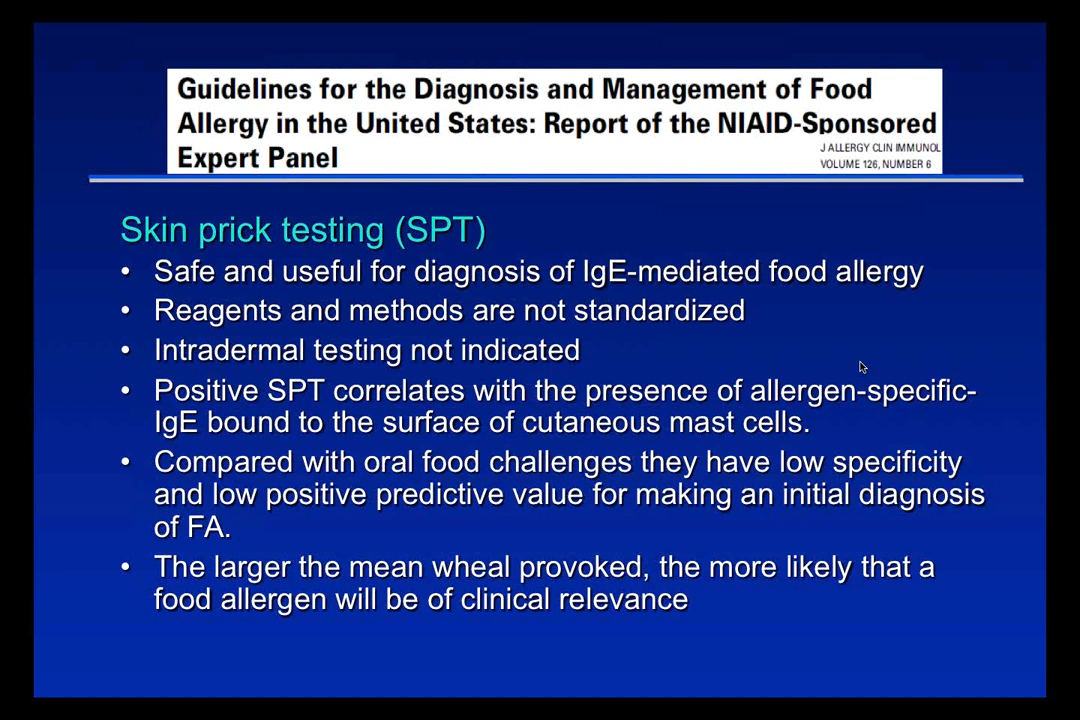 Guidelines for the Diagnosis and Management of Food
Allergy in the United States: Report of the NIAID-Sponsored
Expert Panel
J ALLERGY CLIN IMMUNOL
VOLUME 126, NUMBER 6
Skin prick testing (SPT)
• Safe and useful for diagnosis of IgE-mediated food allergy
• Reagents and methods are not standardized
• Intradermal testing not indicated
• Positive SPT correlates with the presence of allergen-specific-
IgE bound to the surface of cutaneous mast cells.
• Compared with oral food challenges they have low specificity
and low positive predictive value for making an initial diagnosis
of FA.
• The larger the mean wheal provoked, the more likely that a
food allergen will be of clinical relevance